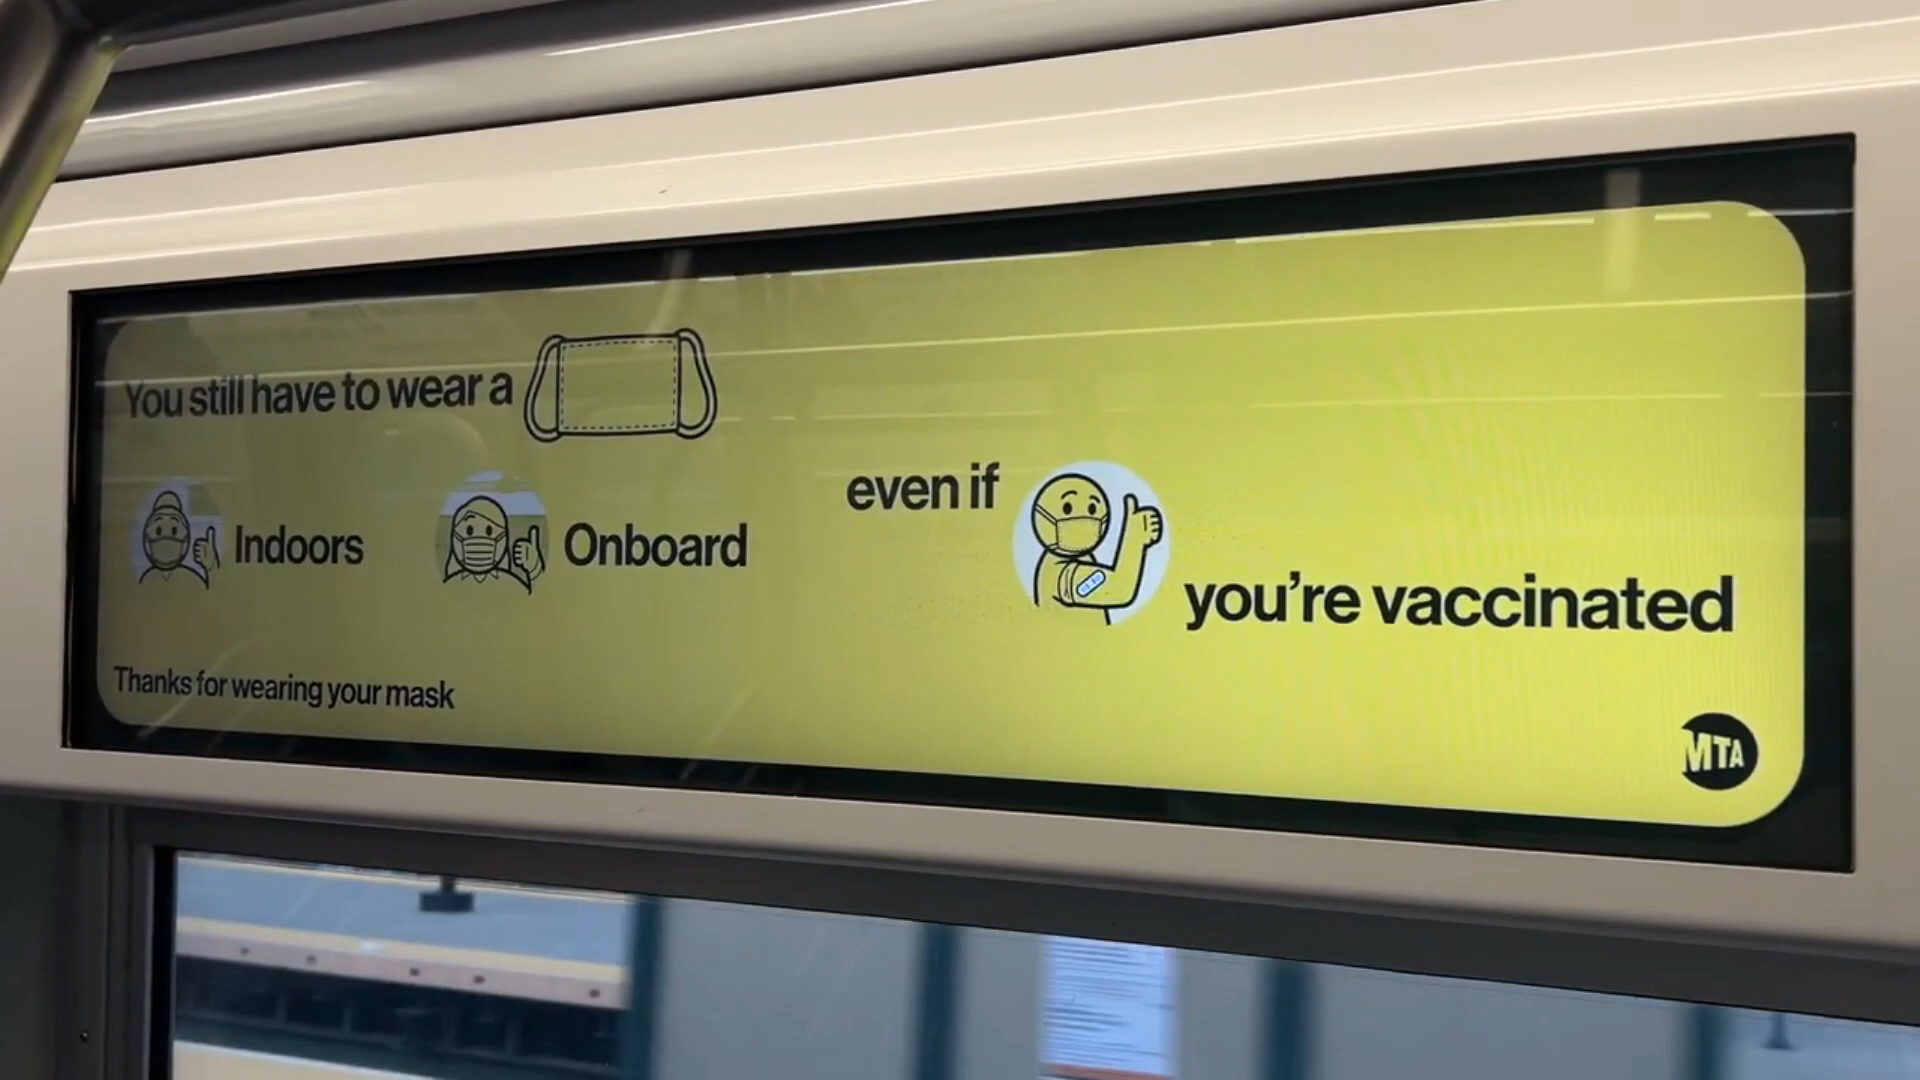 You still have to wear a
Indoors
Onboard
even if
you're vaccinated
Thanks for wearing your mask
MTA